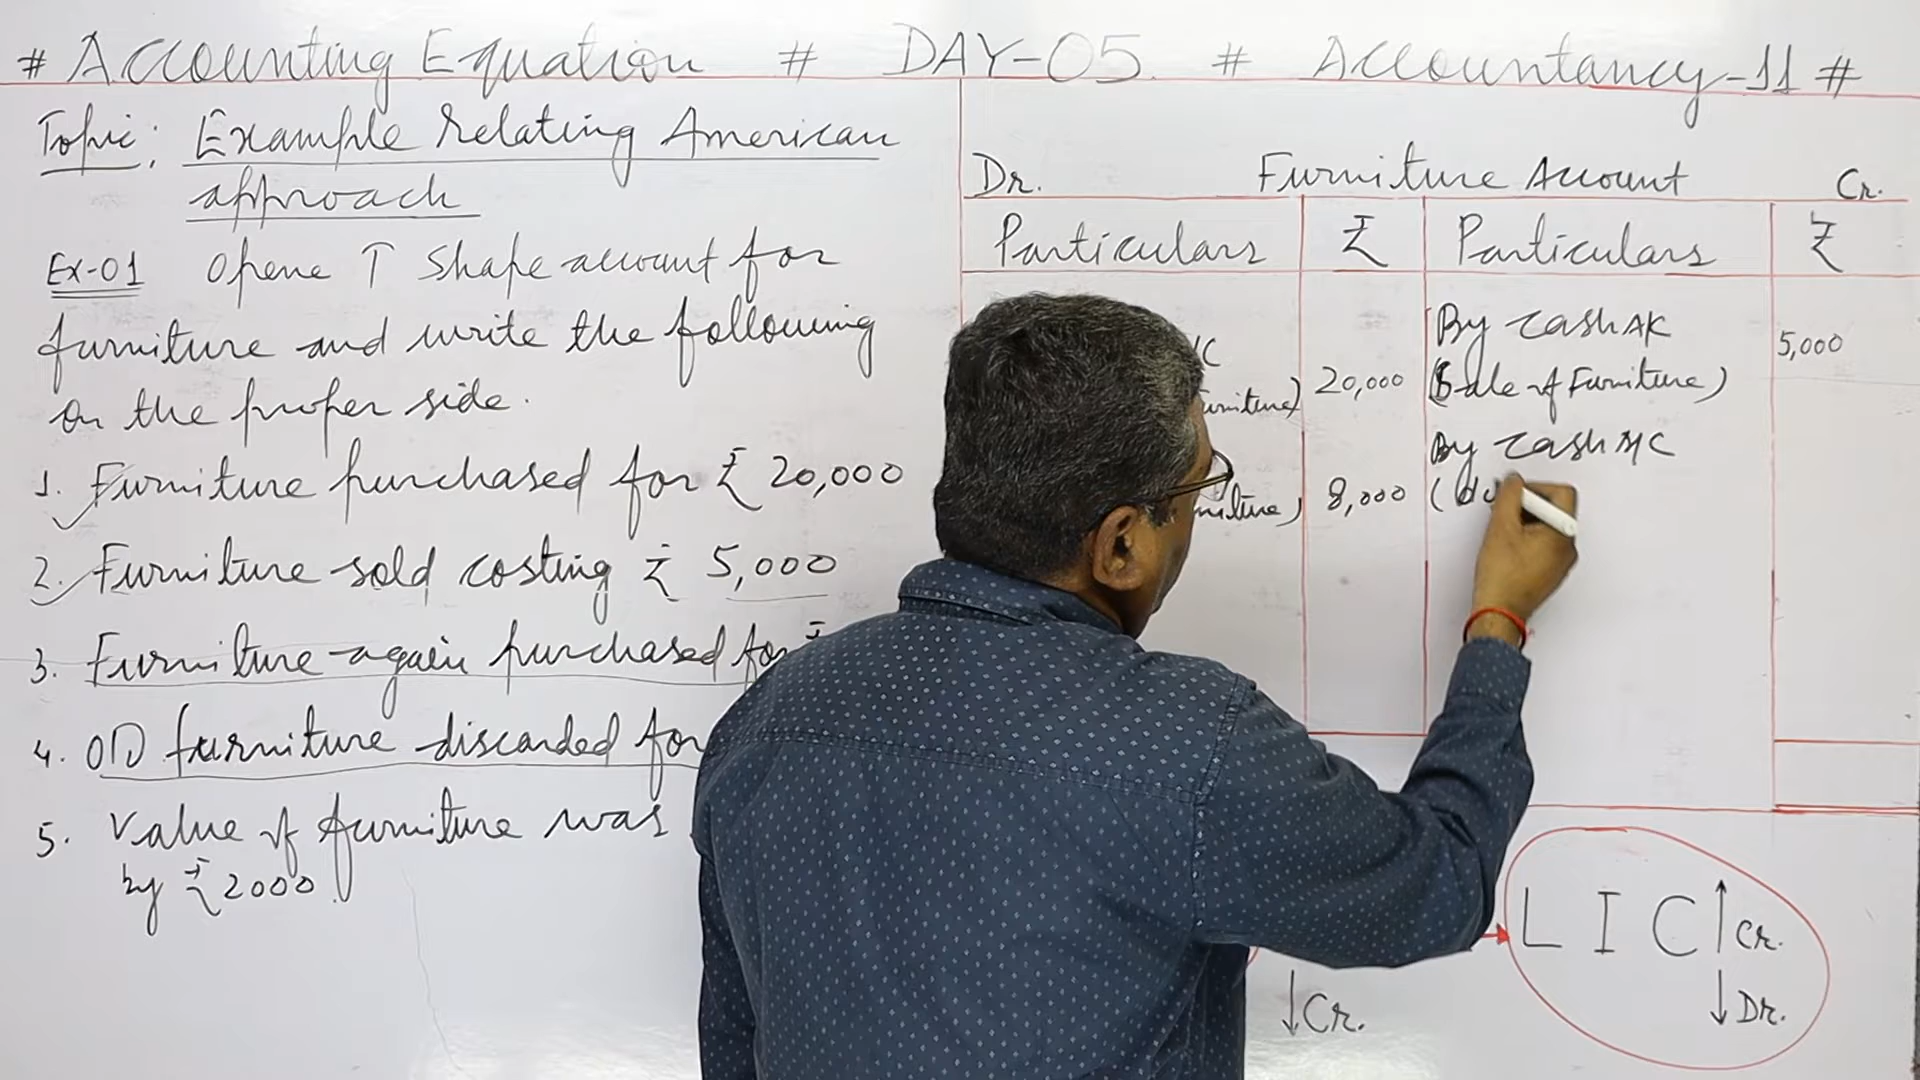 # Accounting Equation # DAY-05. # Accountancy-11 #
Topic: Example Relating American
approach
Ex-01 Opene T Shape account for
furniture and write the following
on the proper side.
1. Furniture purchased for ₹ 20,000
2. Furniture sold costing ₹ 5,000
3. Furniture again purchased for ₹
4. Old furniture discarded for
5. Value of furniture was
by ₹ 2000.
Dr. Furniture Account Cr.
Particulars ₹ Particulars ₹
By cash A/C 5,000
20,000 (Sale of Furniture)
By cash A/C
8,000
L I C ↑ Cr.
↓ Dr.
↓ Cr.